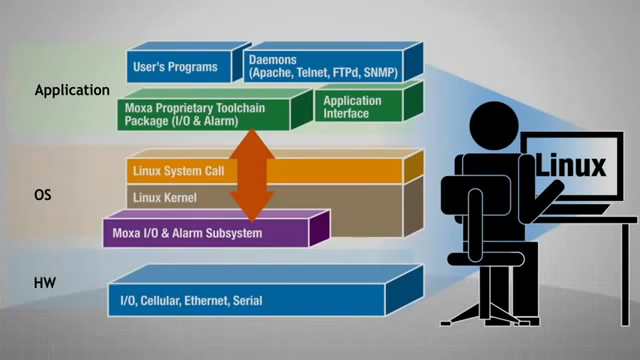 User's Programs
Daemons
(Apache, Telnet, FTPd, SNMP)
Application
Moxa Proprietary Toolchain
Package (I/O & Alarm)
Application
Interface
Linux System Call
OS
Linux Kernel
Moxa I/O & Alarm Subsystem
HW
I/O, Cellular, Ethernet, Serial
Linux